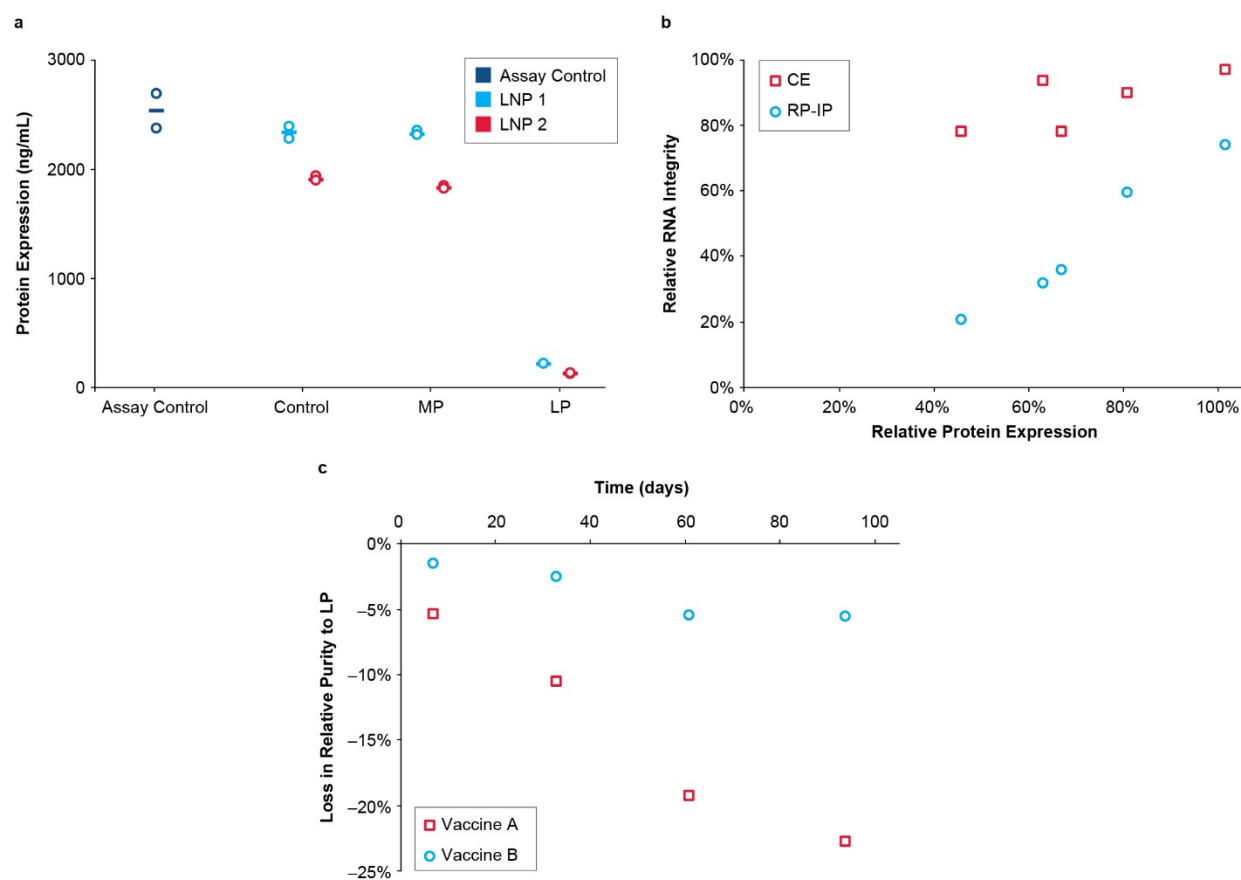 a
3000
2000
1000
0
Protein Expression (ng/mL)
Assay Control
LNP 1
LNP 2
Assay Control
Control
MP
LP
b
100%
80%
60%
40%
20%
0%
Relative RNA Integrity
CE
RP-IP
0%
20%
40%
60%
80%
100%
Relative Protein Expression
c
Time (days)
0
20
40
60
80
100
0%
–5%
–10%
–15%
–20%
–25%
Loss in Relative Purity to LP
Vaccine A
Vaccine B